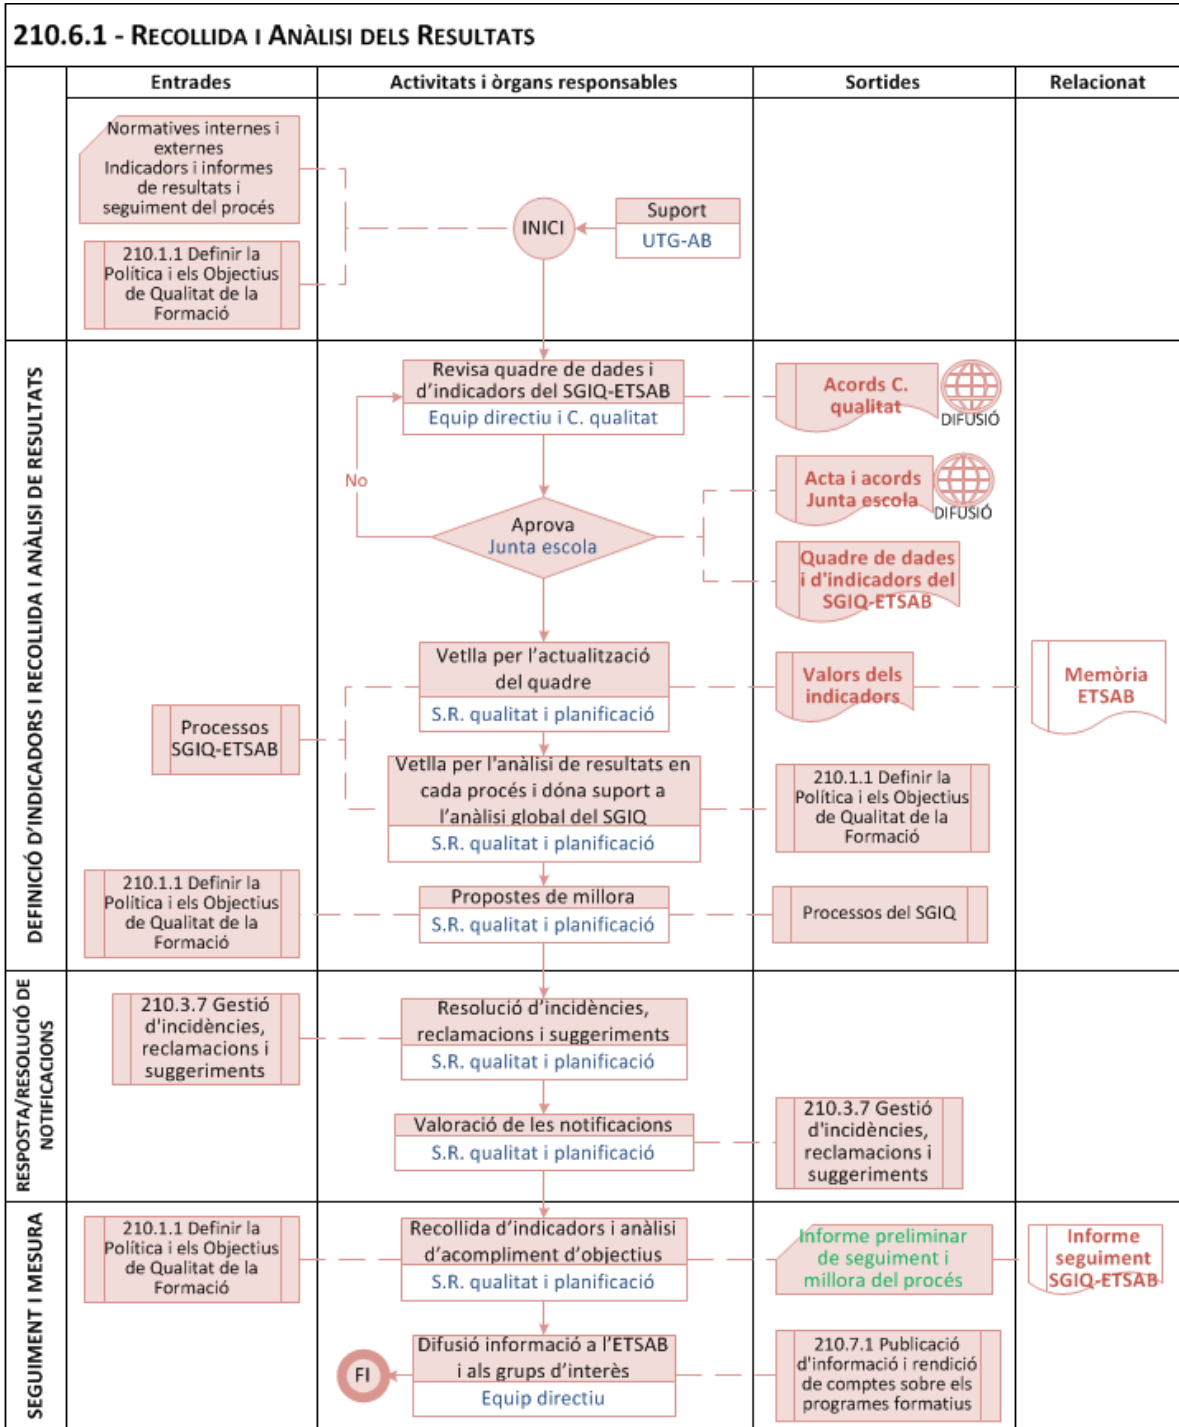 210.6.1 - RECOLLIDA I ANÀLISI DELS RESULTATS
Entrades
Activitats i òrgans responsables
Sortides
Relacionat
Normatives internes i
externes
Indicadors i informes
de resultats i
seguiment del procés
210.1.1 Definir la
Política i els Objectius
de Qualitat de la
Formació
INICI
Suport
UTG-AB
DEFINICIÓ D'INDICADORS I RECOLLIDA I ANÀLISI DE RESULTATS
Revisa quadre de dades i
d'indicadors del SGIQ-ETSAB
Equip directiu i C. qualitat
Acords C.
qualitat
DIFUSIÓ
No
Aprova
Junta escola
Acta i acords
Junta escola
DIFUSIÓ
Quadre de dades
i d'indicadors del
SGIQ-ETSAB
Vetlla per l'actualització
del quadre
S.R. qualitat i planificació
Valors dels
indicadors
Memòria
ETSAB
Processos
SGIQ-ETSAB
Vetlla per l'anàlisi de resultats en
cada procés i dóna suport a
l'anàlisi global del SGIQ
S.R. qualitat i planificació
210.1.1 Definir la
Política i els Objectius
de Qualitat de la
Formació
210.1.1 Definir la
Política i els Objectius
de Qualitat de la
Formació
Propostes de millora
S.R. qualitat i planificació
Processos del SGIQ
RESPOSTA/RESOLUCIÓ DE
NOTIFICACIONS
210.3.7 Gestió
d'incidències,
reclamacions i
suggeriments
Resolució d'incidències,
reclamacions i suggeriments
S.R. qualitat i planificació
Valoració de les notificacions
S.R. qualitat i planificació
210.3.7 Gestió
d'incidències,
reclamacions i
suggeriments
SEGUIMENT I MESURA
210.1.1 Definir la
Política i els Objectius
de Qualitat de la
Formació
Recollida d'indicadors i anàlisi
d'acompliment d'objectius
S.R. qualitat i planificació
Informe preliminar
de seguiment i
millora del procés
Informe
seguiment
SGIQ-ETSAB
FI
Difusió informació a l'ETSAB
i als grups d'interès
Equip directiu
210.7.1 Publicació
d'informació i rendició
de comptes sobre els
programes formatius